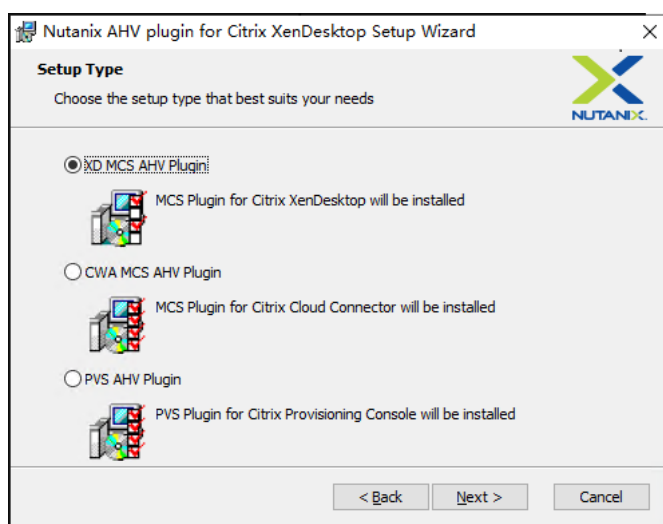 Nutanix AHV plugin for Citrix XenDesktop Setup Wizard
Setup Type
Choose the setup type that best suits your needs
NUTANIX.
XD MCS AHV Plugin
MCS Plugin for Citrix XenDesktop will be installed
CWA MCS AHV Plugin
MCS Plugin for Citrix Cloud Connector will be installed
PVS AHV Plugin
PVS Plugin for Citrix Provisioning Console will be installed
< Back Next > Cancel